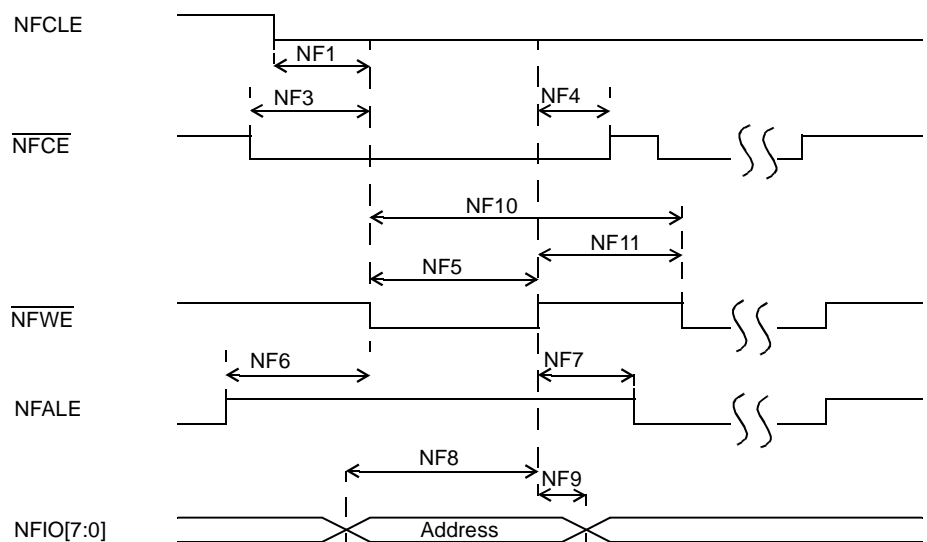 NFCLE
NF1
NF3
NF4
NFCE
NF10
NF11
NF5
NFWE
NF6
NF7
NFALE
NF8
NF9
NFIO[7:0]
Address